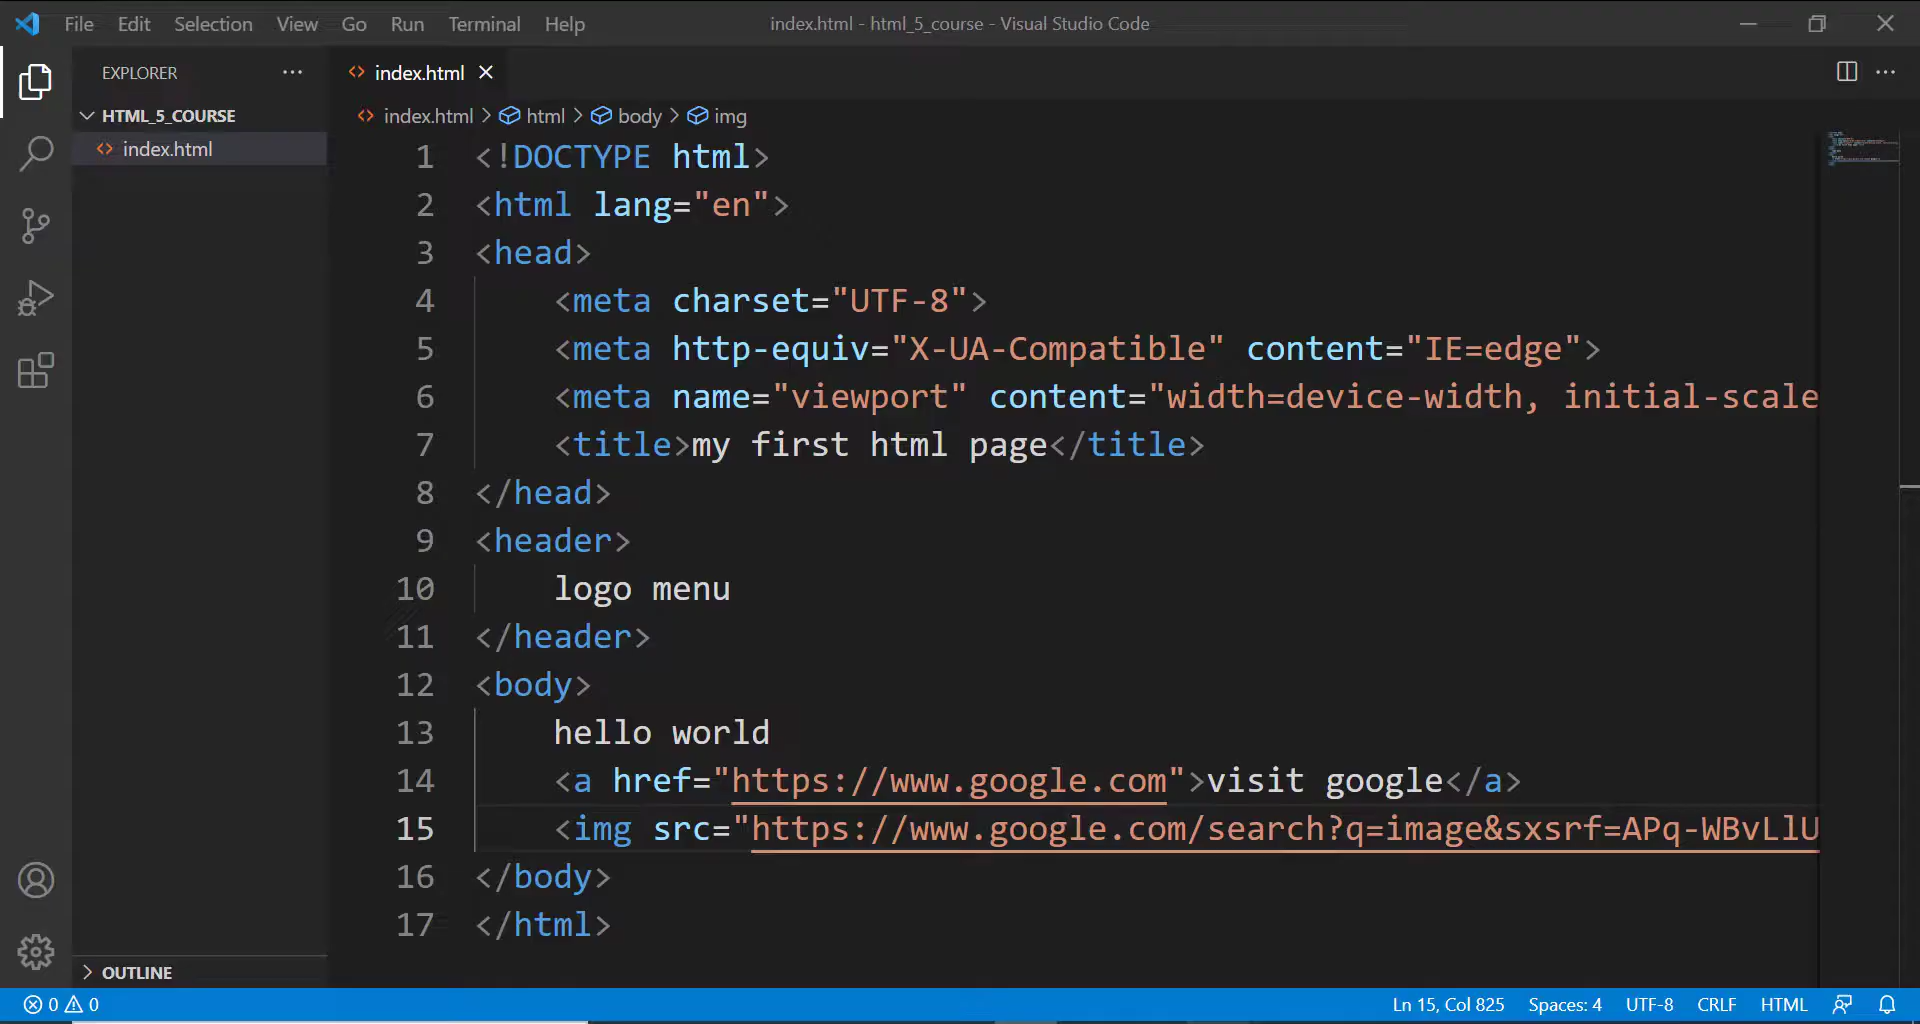 File Edit Selection View Go Run Terminal Help index.html - html_5_course - Visual Studio Code
EXPLORER
HTML_5_COURSE
index.html
OUTLINE
index.html
index.html html body img
1 <!DOCTYPE html>
2 <html lang="en">
3 <head>
4 <meta charset="UTF-8">
5 <meta http-equiv="X-UA-Compatible" content="IE=edge">
6 <meta name="viewport" content="width=device-width, initial-scale
7 <title>my first html page</title>
8 </head>
9 <header>
10 logo menu
11 </header>
12 <body>
13 hello world
14 <a href="https://www.google.com">visit google</a>
15 <img src="https://www.google.com/search?q=image&sxsrf=APq-WBvLlU
16 </body>
17 </html>
0 0 Ln 15, Col 825 Spaces: 4 UTF-8 CRLF HTML